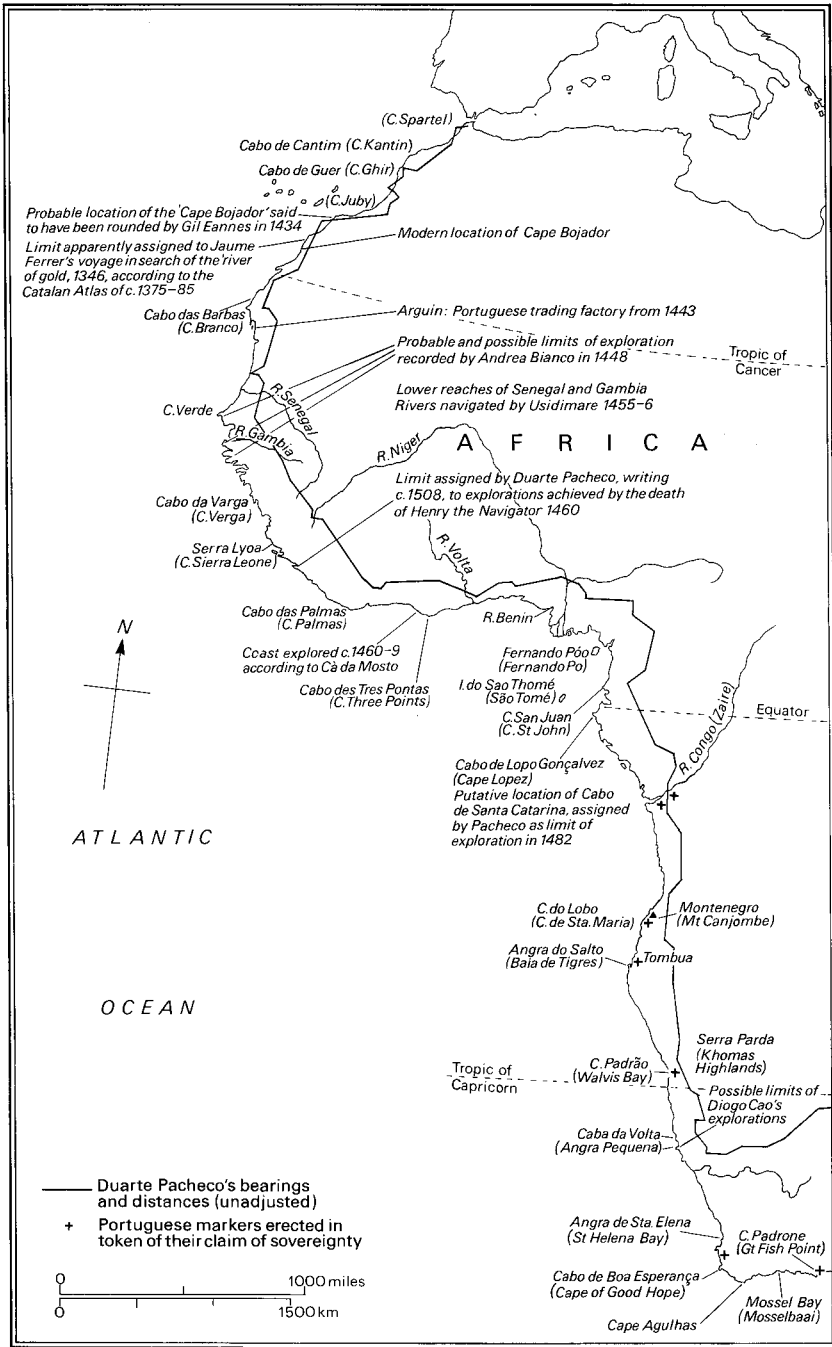 (C.Spartel)
Cabo de Cantim (C.Kantin)
Cabo de Guer (C.Ghir)
(C.Juby)
Probable location of the 'Cape Bojador' said
to have been rounded by Gil Eannes in 1434
Limit apparently assigned to Jaume
Ferrer's voyage in search of the 'river
of gold, 1346, according to the
Catalan Atlas of c.1375-85
Modern location of Cape Bojador
Cabo das Barbas
(C.Branco)
Arguin: Portuguese trading factory from 1443
Probable and possible limits of exploration
recorded by Andrea Bianco in 1448
Tropic of
Cancer
Lower reaches of Senegal and Gambia
Rivers navigated by Usidimare 1455-6
C.Verde
R.Senegal
R.Gambia
R.Niger
AFRICA
Limit assigned by Duarte Pacheco, writing
c.1508, to explorations achieved by the death
of Henry the Navigator 1460
Cabo da Varga
(C.Verga)
Serra Lyoa
(C.Sierra Leone)
R.Volta
Cabo das Palmas
(C.Palmas)
R.Benin
N
Coast explored c.1460-9
according to Cà da Mosto
Cabo des Tres Pontas
(C.Three Points)
Fernando Póo
(Fernando Po)
I.do Sao Thomé
(São Tomé)
C.San Juan
(C.St John)
Equator
R.Congo (Zaire)
Cabo de Lopo Gonçalvez
(Cape Lopez)
Putative location of Cabo
de Santa Catarina, assigned
by Pacheco as limit of
exploration in 1482
ATLANTIC
C.do Lobo
(C.de Sta.Maria)
Montenegro
(Mt Canjombe)
Angra do Salto
(Baia de Tigres)
Tombua
OCEAN
Serra Parda
(Khomas
Highlands)
C.Padrão
(Walvis Bay)
Tropic of
Capricorn
Possible limits of
Diogo Cao's
explorations
Caba da Volta
(Angra Pequena)
Duarte Pacheco's bearings
and distances (unadjusted)
+ Portuguese markers erected in
token of their claim of sovereignty
Angra de Sta.Elena
(St Helena Bay)
C.Padrone
(Gt Fish Point)
Cabo de Boa Esperança
(Cape of Good Hope)
Mossel Bay
(Mosselbaai)
Cape Agulhas
0 1000 miles
0 1500 km